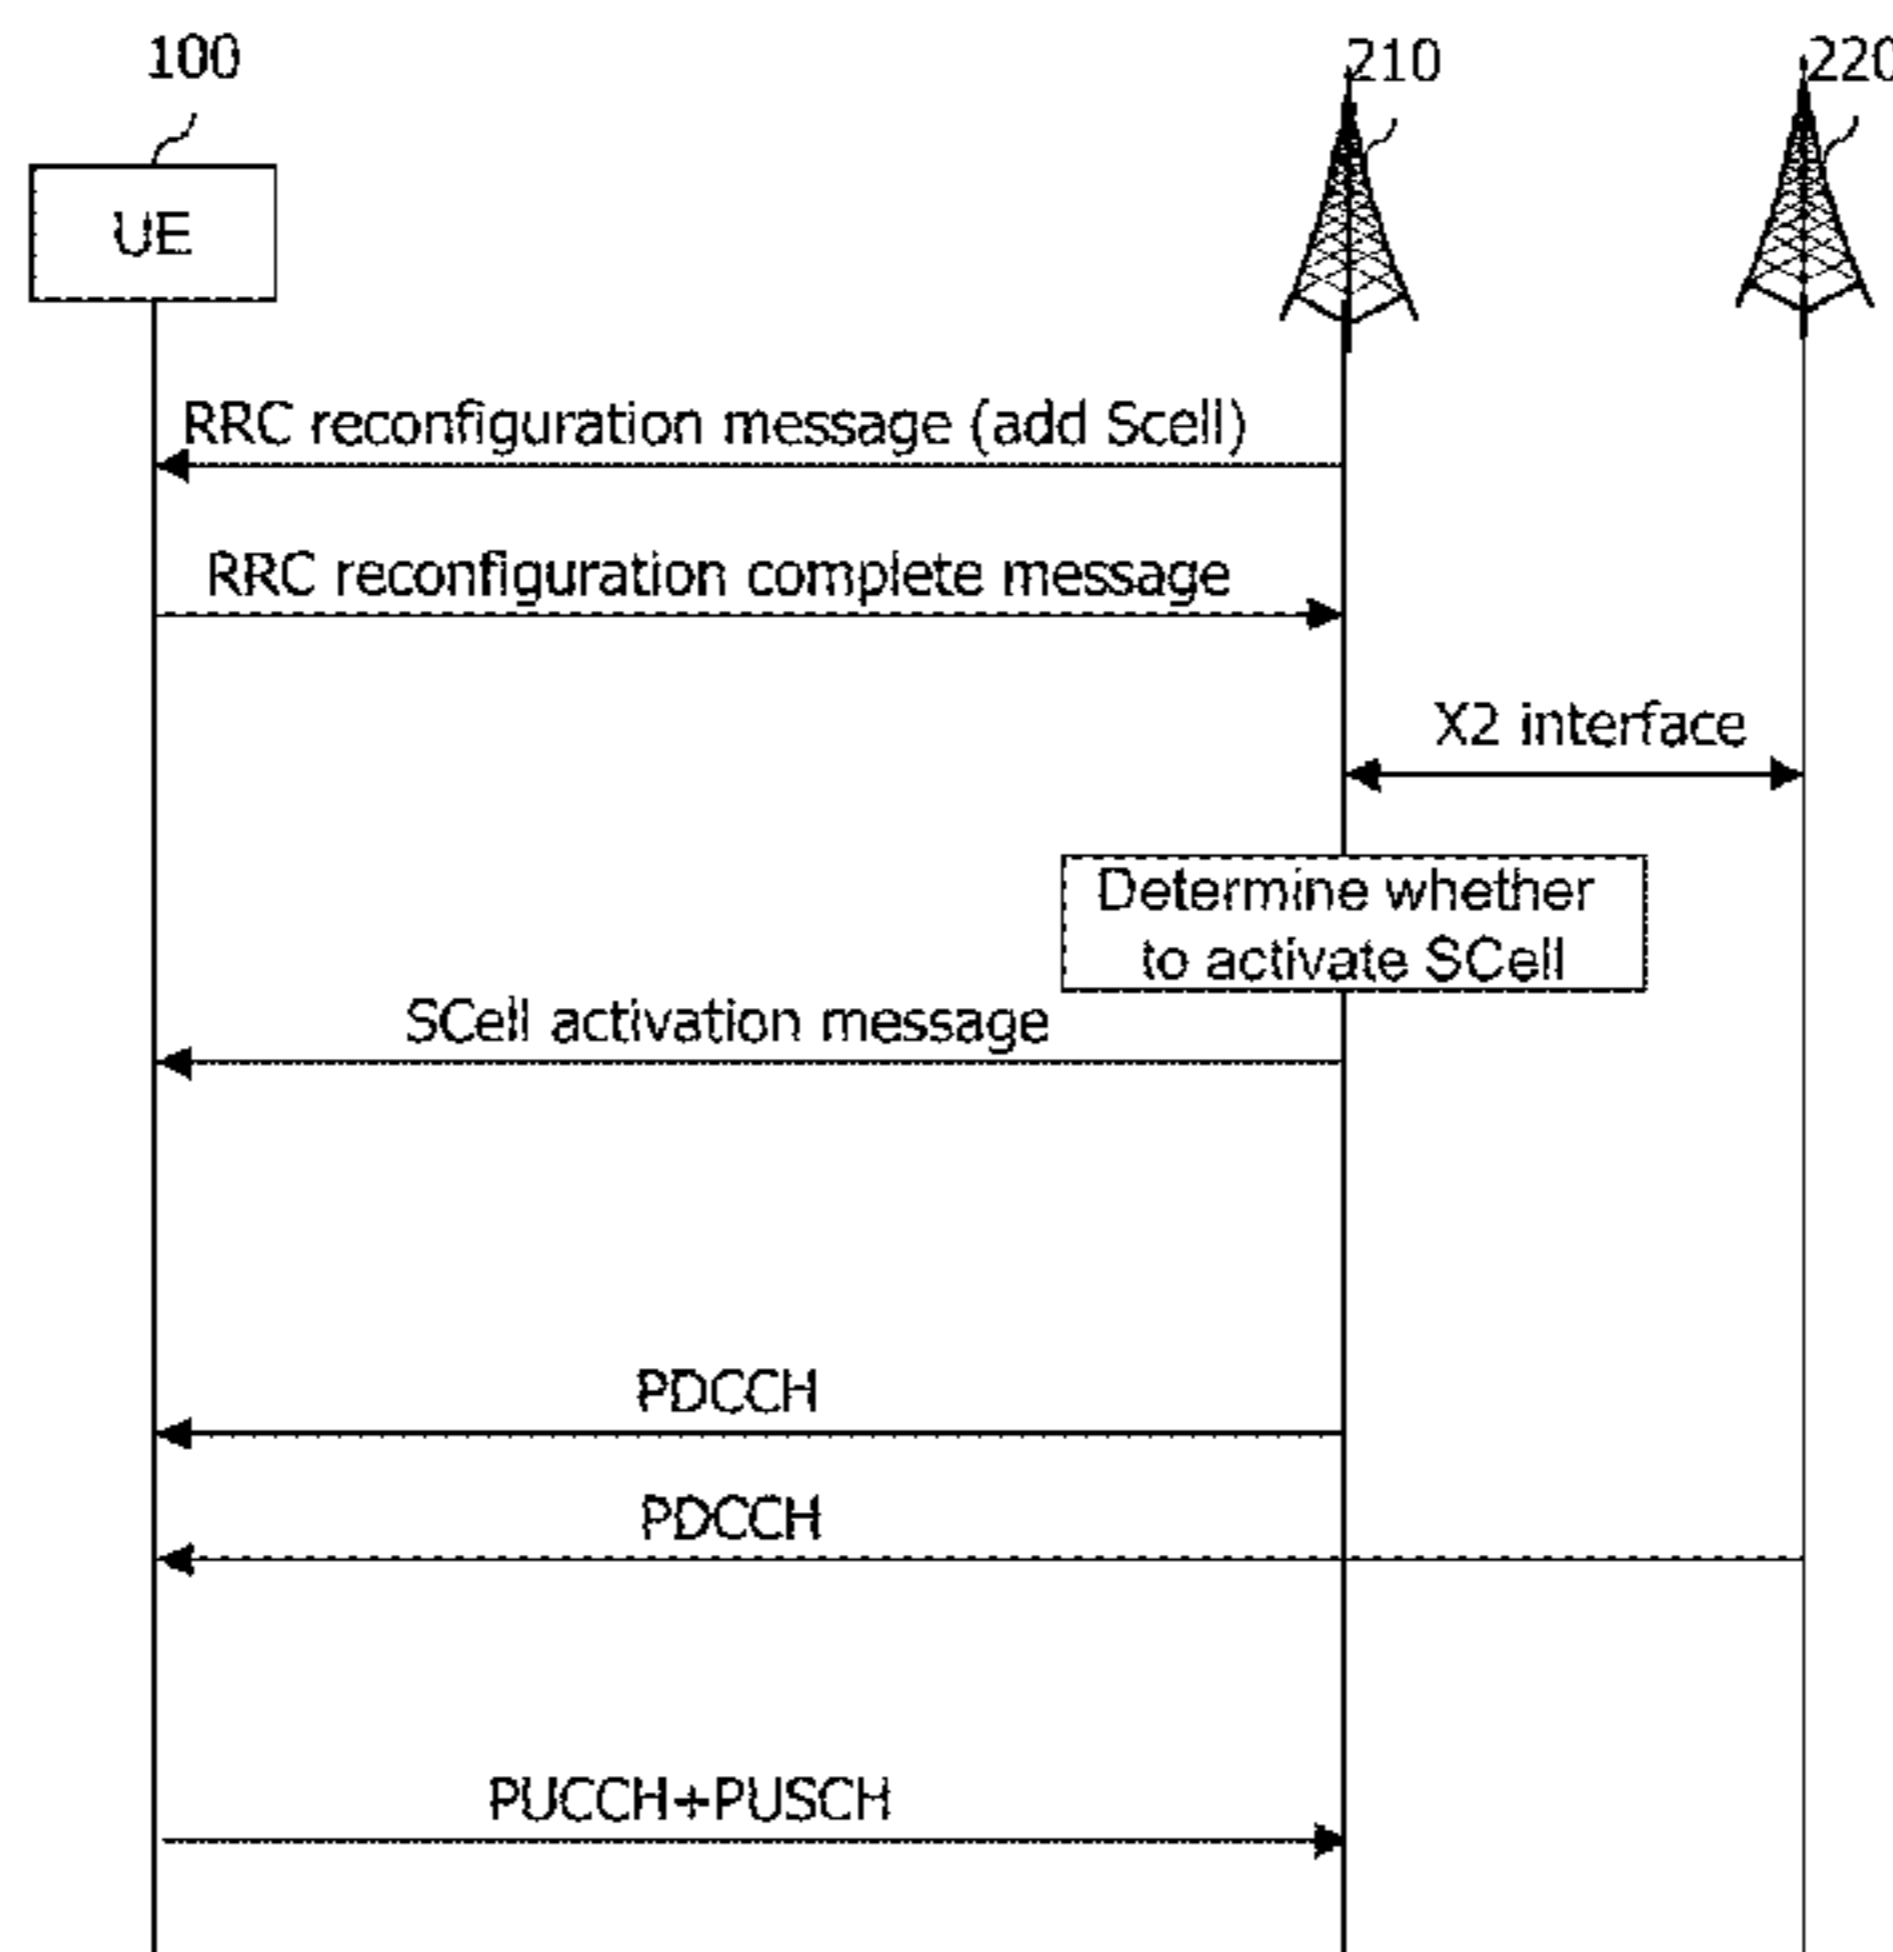 100
210
220
UE
RRC reconfiguration message (add Scell)
RRC reconfiguration complete message
X2 interface
Determine whether
to activate SCell
SCell activation message
PDCCH
PDCCH
PUCCH+PUSCH